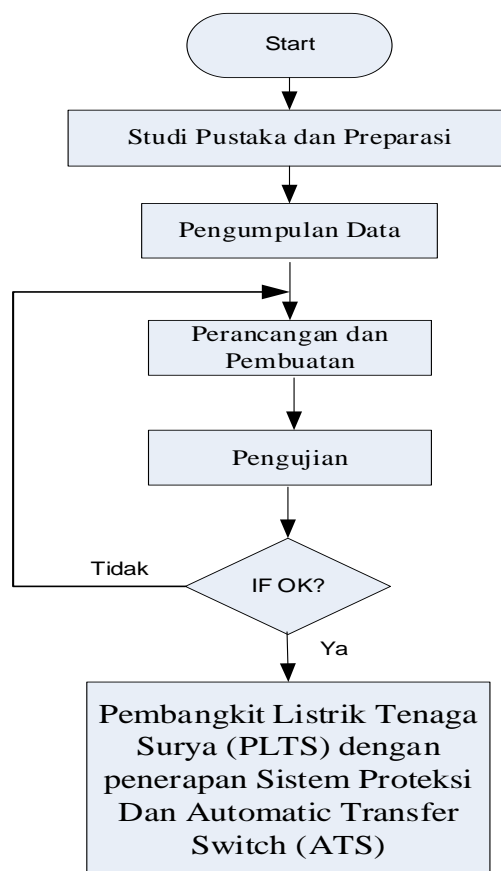 Start
Studi Pustaka dan Preparasi
Pengumpulan Data
Perancangan dan
Pembuatan
Pengujian
Tidak
IF OK?
Ya
Pembangkit Listrik Tenaga
Surya (PLTS) dengan
penerapan Sistem Proteksi
Dan Automatic Transfer
Switch (ATS)